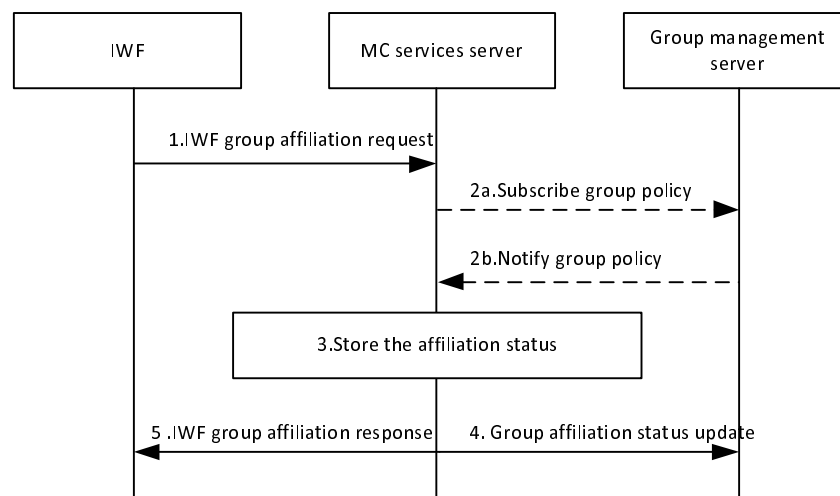 IWF
MC services server
Group management
server
1.IWF group affiliation request
2a.Subscribe group policy
2b.Notify group policy
3.Store the affiliation status
5 .IWF group affiliation response
4. Group affiliation status update